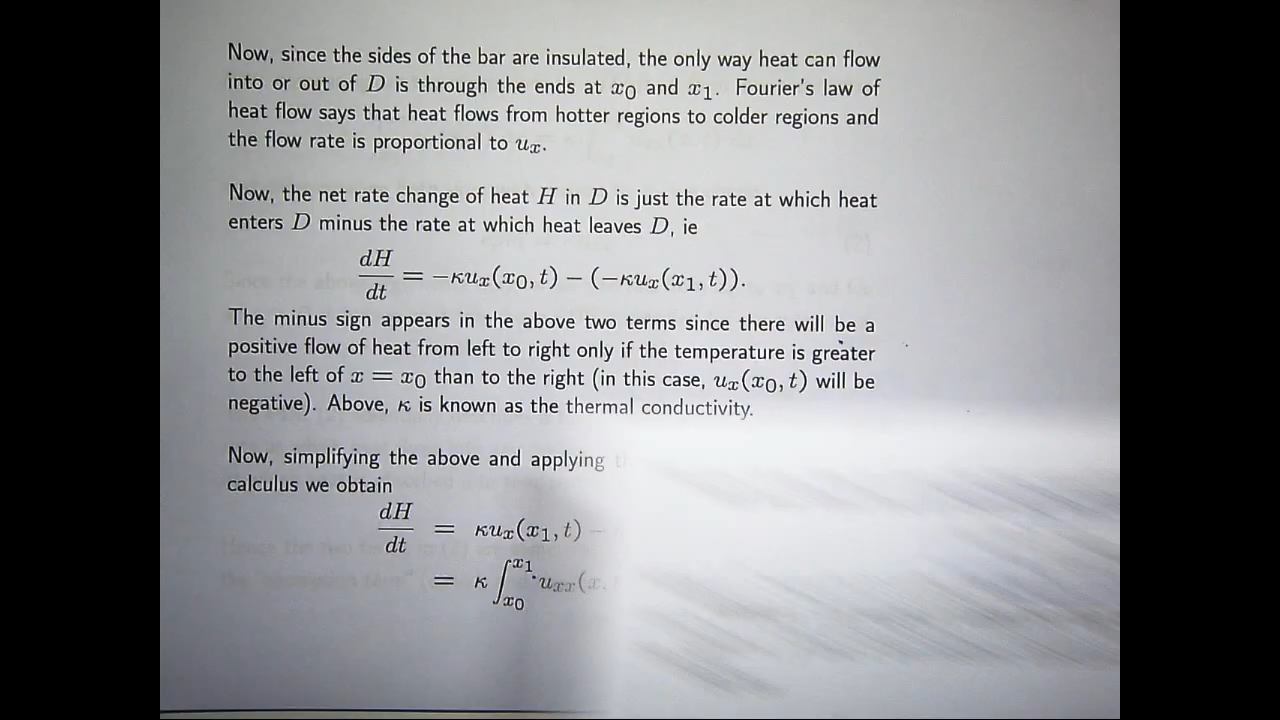 Now, since the sides of the bar are insulated, the only way heat can flow
into or out of D is through the ends at x₀ and x₁. Fourier's law of
heat flow says that heat flows from hotter regions to colder regions and
the flow rate is proportional to uₓ.
Now, the net rate change of heat H in D is just the rate at which heat
enters D minus the rate at which heat leaves D, ie
dH/dt = −κuₓ(x₀, t) − (−κuₓ(x₁, t)).
The minus sign appears in the above two terms since there will be a
positive flow of heat from left to right only if the temperature is greater
to the left of x = x₀ than to the right (in this case, uₓ(x₀, t) will be
negative). Above, κ is known as the thermal conductivity.
Now, simplifying the above and applying
calculus we obtain
dH/dt = κuₓ(x₁, t) −
= κ ∫_{x₀}^{x₁} uₓₓ(x,